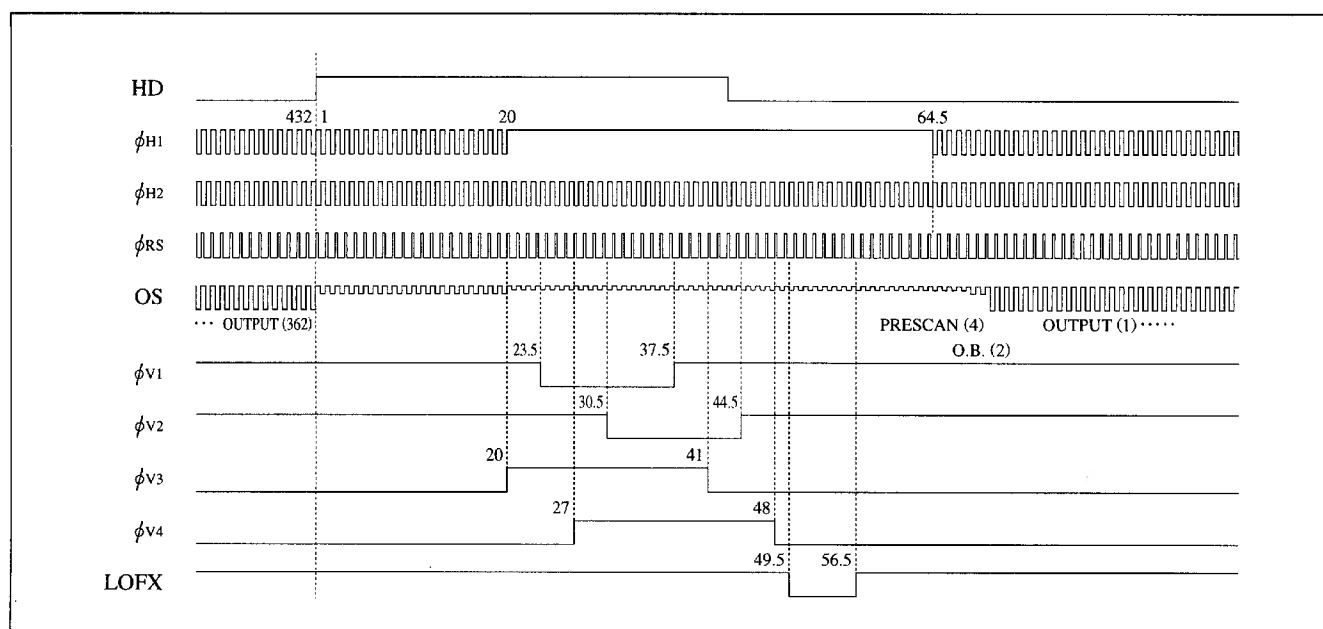 HD
432 1 20 64.5
ϕH1
ϕH2
ϕRS
OS
··· OUTPUT (362) PRESCAN (4) OUTPUT (1) ·····
O.B. (2)
23.5 37.5
ϕV1
30.5 44.5
ϕV2
20 41
ϕV3
27 48
ϕV4
49.5 56.5
LOFX